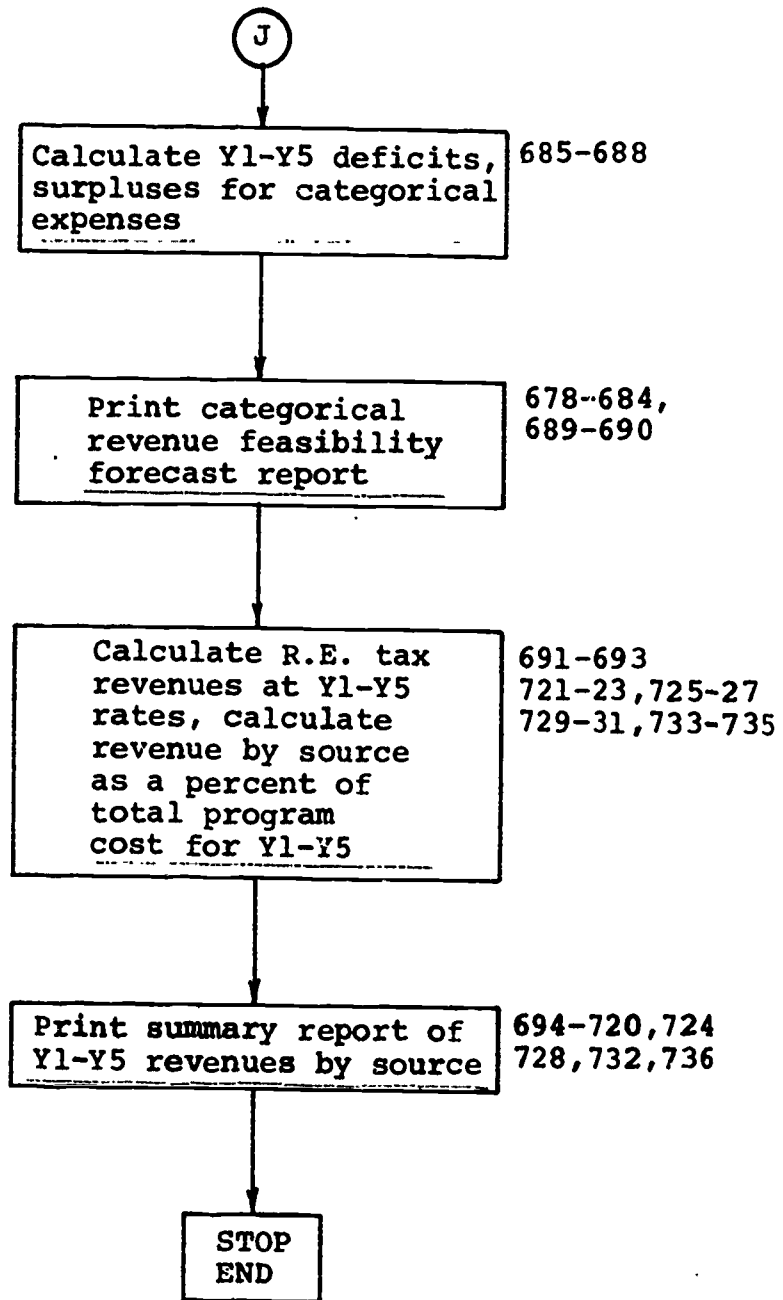 J
Calculate Y1-Y5 deficits,
surpluses for categorical
expenses
685-688
Print categorical
revenue feasibility
forecast report
678-684,
689-690
Calculate R.E. tax
revenues at Y1-Y5
rates, calculate
revenue by source
as a percent of
total program
cost for Y1-Y5
691-693
721-23,725-27
729-31,733-735
Print summary report of
Y1-Y5 revenues by source
694-720,724
728,732,736
STOP
END